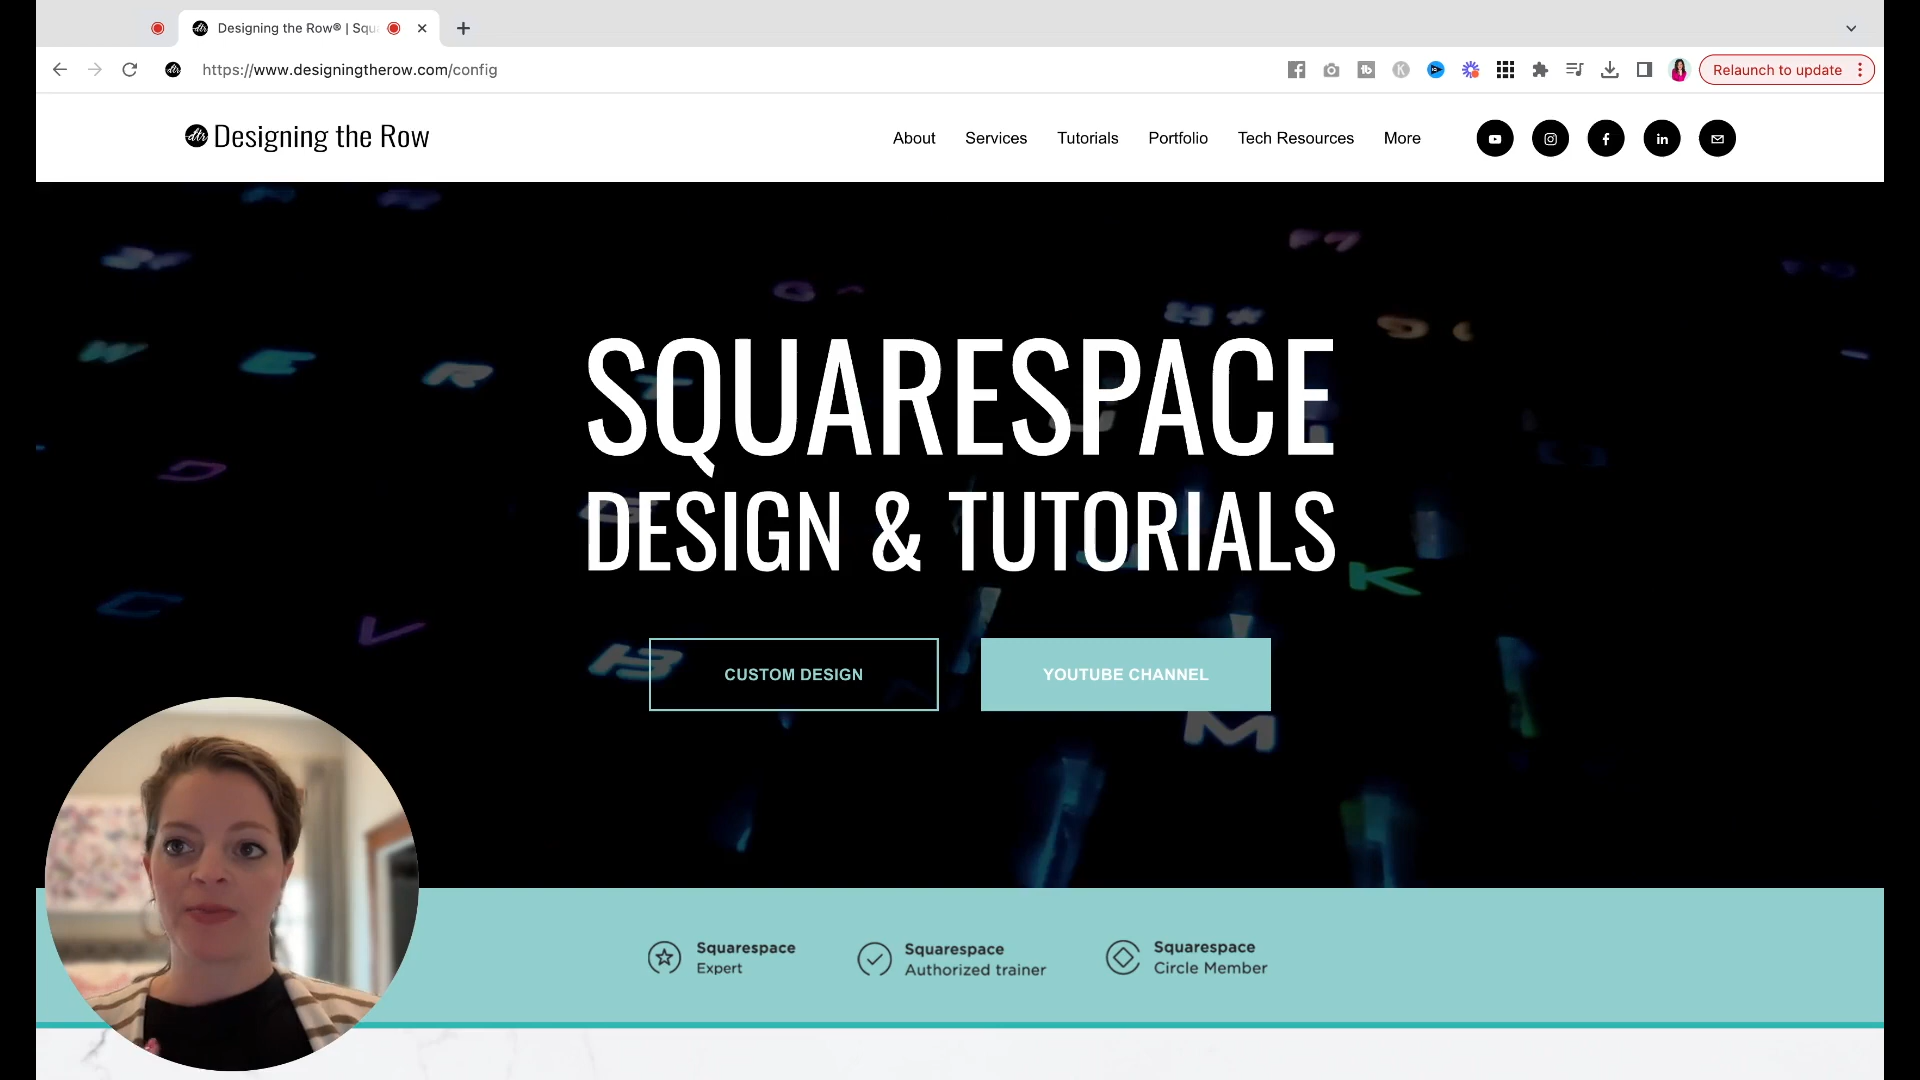 Designing the Row® | Squ
https://www.designingtherow.com/config
Relaunch to update
dtr Designing the Row
About Services Tutorials Portfolio Tech Resources More
SQUARESPACE
DESIGN & TUTORIALS
CUSTOM DESIGN YOUTUBE CHANNEL
Squarespace
Expert
Squarespace
Authorized trainer
Squarespace
Circle Member